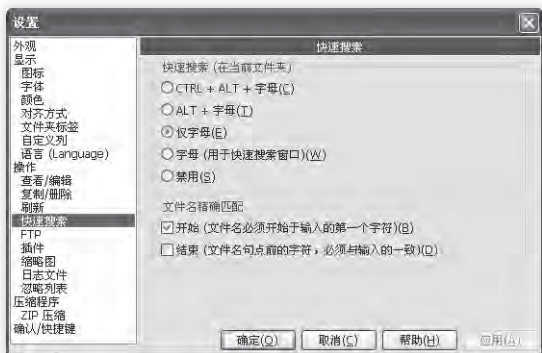 设置
外观
显示
图标
字体
颜色
对齐方式
文件夹标签
自定义列
语言 (Language)
操作
查看/编辑
复制/删除
刷新
快速搜索
FTP
插件
缩略图
日志文件
忽略列表
压缩程序
ZIP 压缩
确认/快捷键
快速搜索
快速搜索 (在当前文件夹)
CTRL + ALT + 字母(C)
ALT + 字母(T)
仅字母(E)
字母 (用于快速搜索窗口)(W)
禁用(S)
文件名精确匹配
开始 (文件名必须开始于输入的第一个字符)(B)
结束 (文件名句点前的字符，必须与输入的一致)(D)
确定(O) 取消(C) 帮助(H) 应用(A)